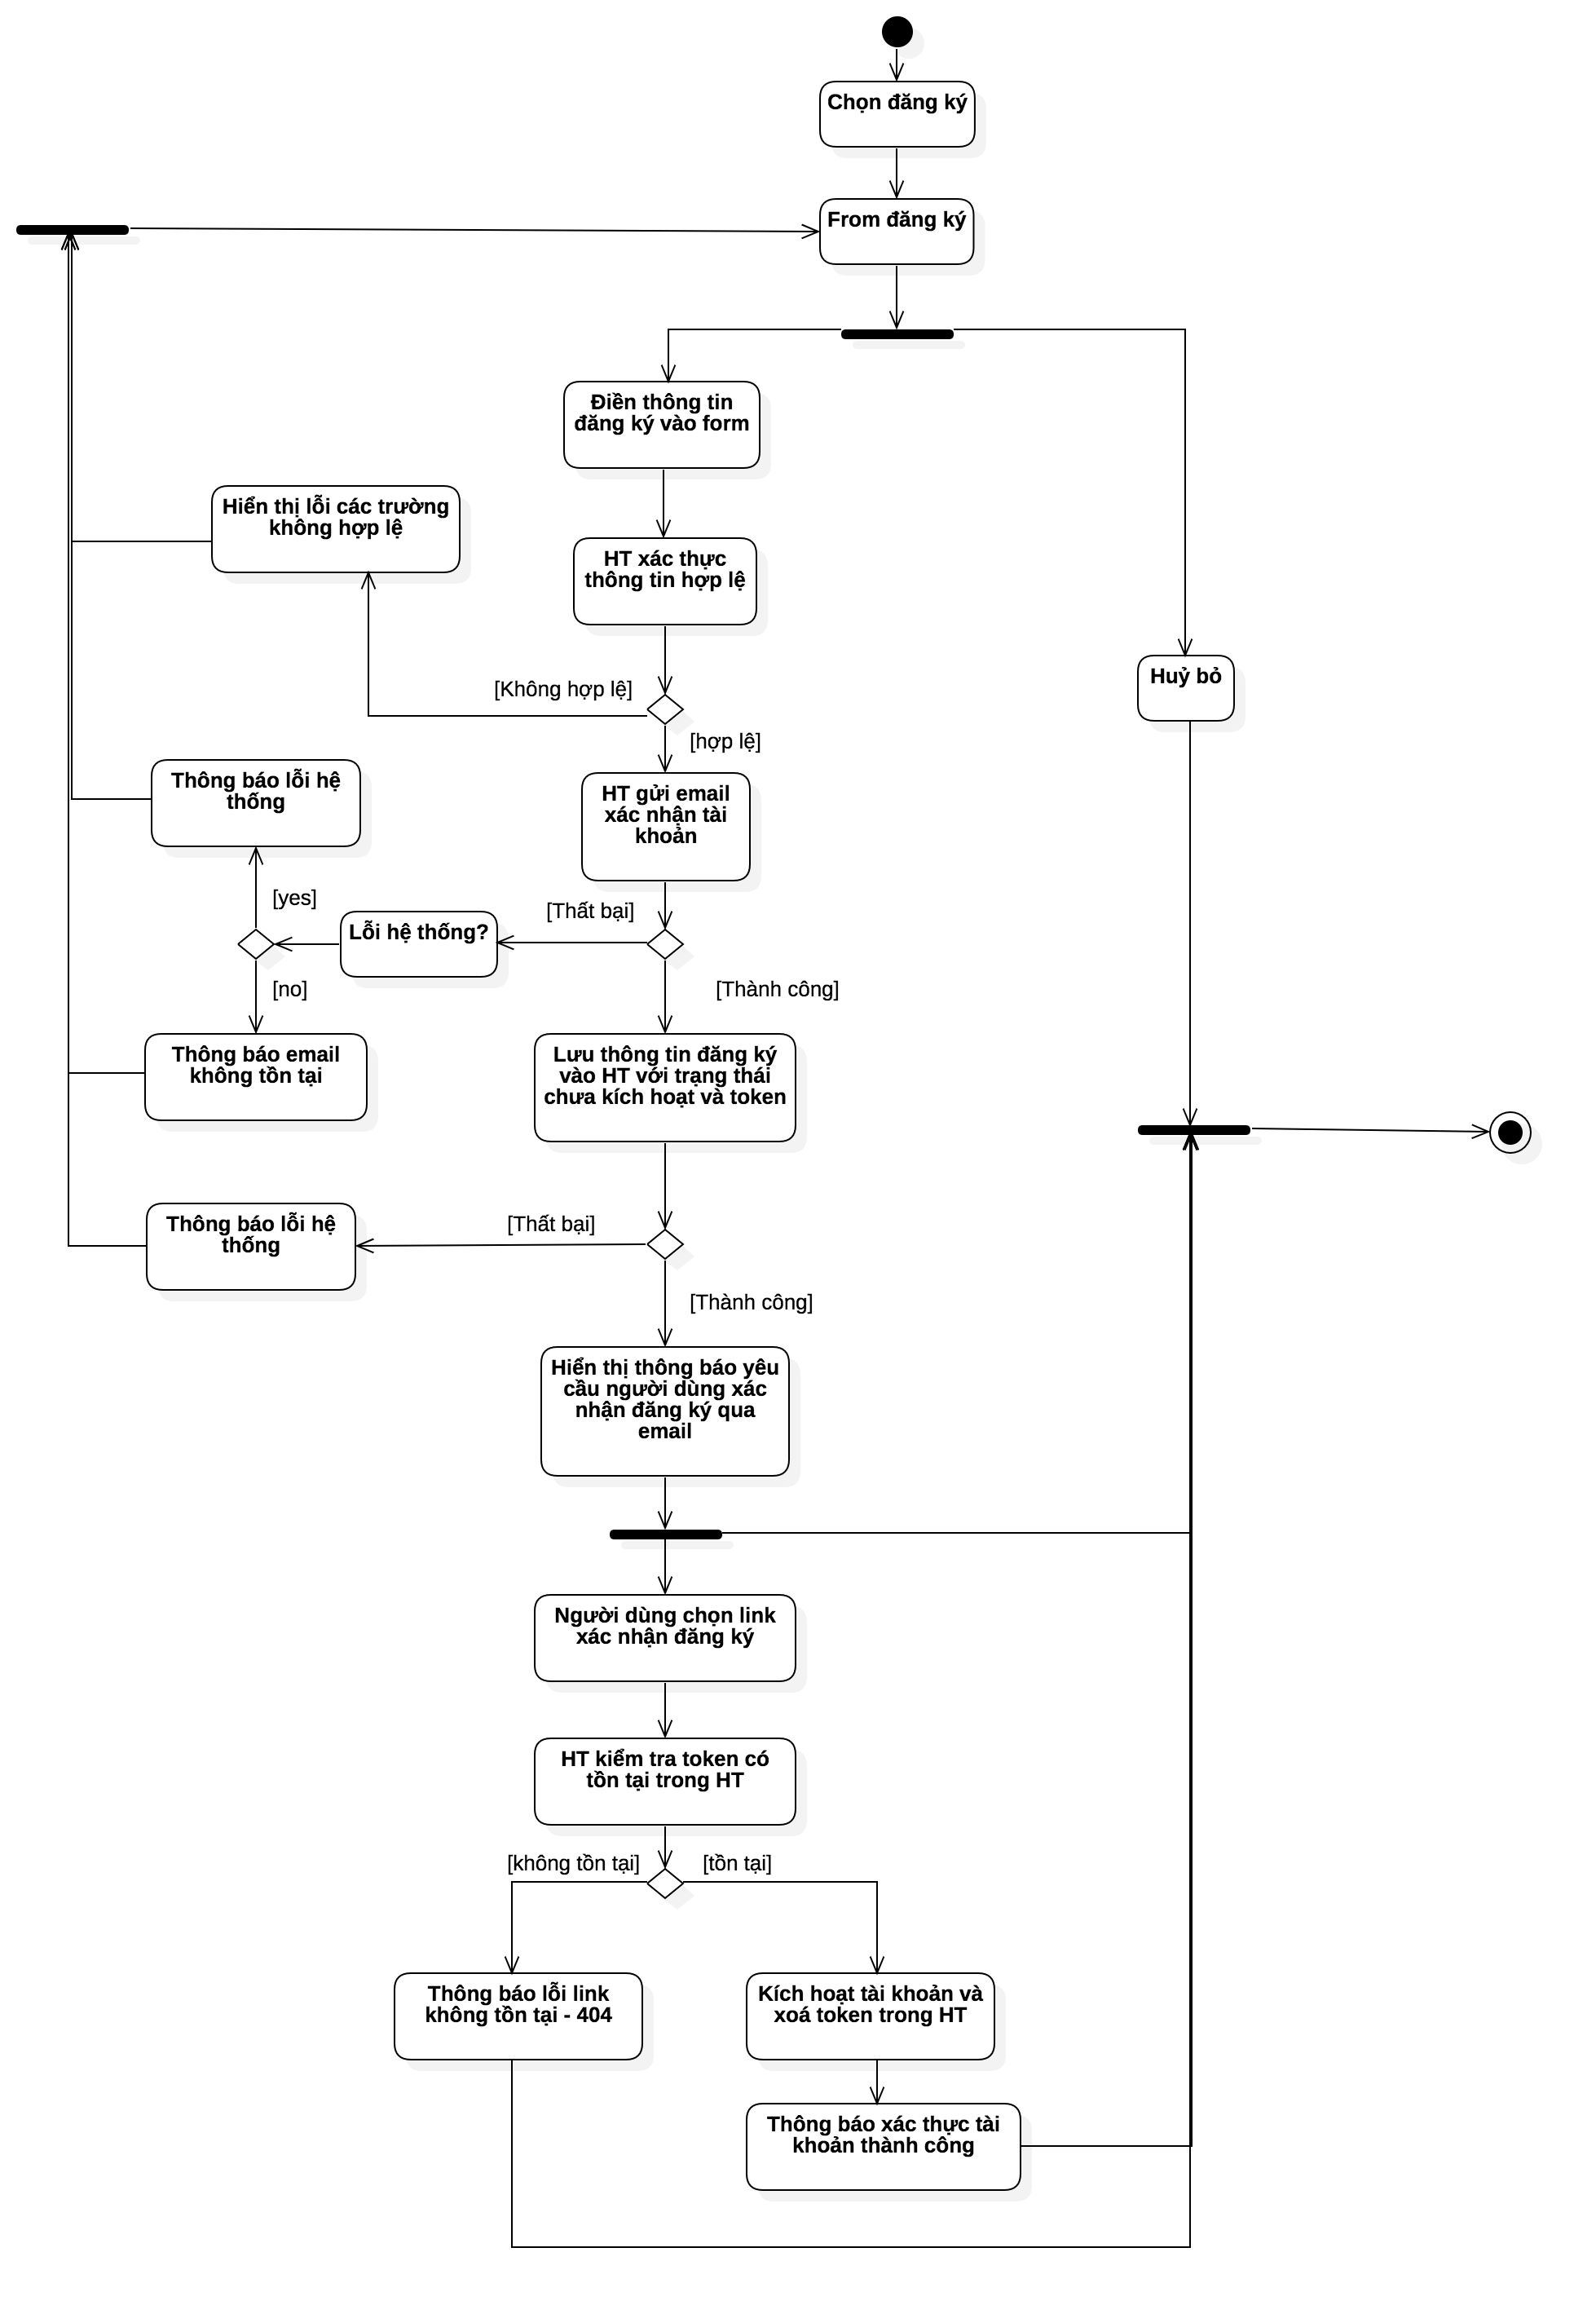 Chọn đăng ký
From đăng ký
Điền thông tin
đăng ký vào form
Hiển thị lỗi các trường
không hợp lệ
HT xác thực
thông tin hợp lệ
Huỷ bỏ
[Không hợp lệ]
[hợp lệ]
Thông báo lỗi hệ
thống
HT gửi email
xác nhận tài
khoản
[yes]
[Thất bại]
Lỗi hệ thống?
[no]
[Thành công]
Thông báo email
không tồn tại
Lưu thông tin đăng ký
vào HT với trạng thái
chưa kích hoạt và token
Thông báo lỗi hệ
thống
[Thất bại]
[Thành công]
Hiển thị thông báo yêu
cầu người dùng xác
nhận đăng ký qua
email
Người dùng chọn link
xác nhận đăng ký
HT kiểm tra token có
tồn tại trong HT
[không tồn tại]
[tồn tại]
Thông báo lỗi link
không tồn tại - 404
Kích hoạt tài khoản và
xoá token trong HT
Thông báo xác thực tài
khoản thành công